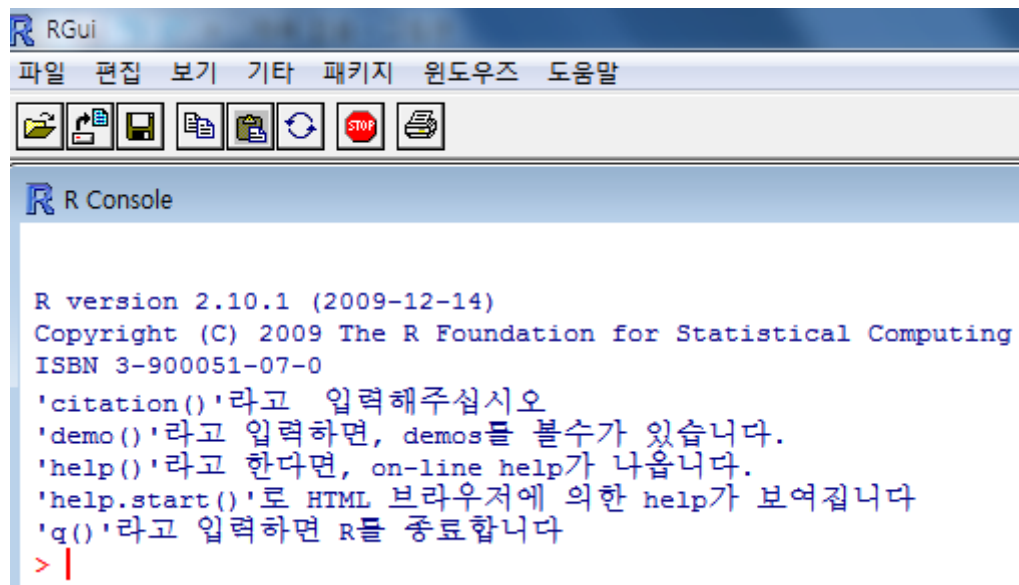 RGui
파일 편집 보기 기타 패키지 윈도우즈 도움말
STOP
R Console
R version 2.10.1 (2009-12-14)
Copyright (C) 2009 The R Foundation for Statistical Computing
ISBN 3-900051-07-0
'citation()'라고 입력해주십시오
'demo()'라고 입력하면, demos를 볼수가 있습니다.
'help()'라고 한다면, on-line help가 나옵니다.
'help.start()'로 HTML 브라우저에 의한 help가 보여집니다
'q()'라고 입력하면 R를 종료합니다
>